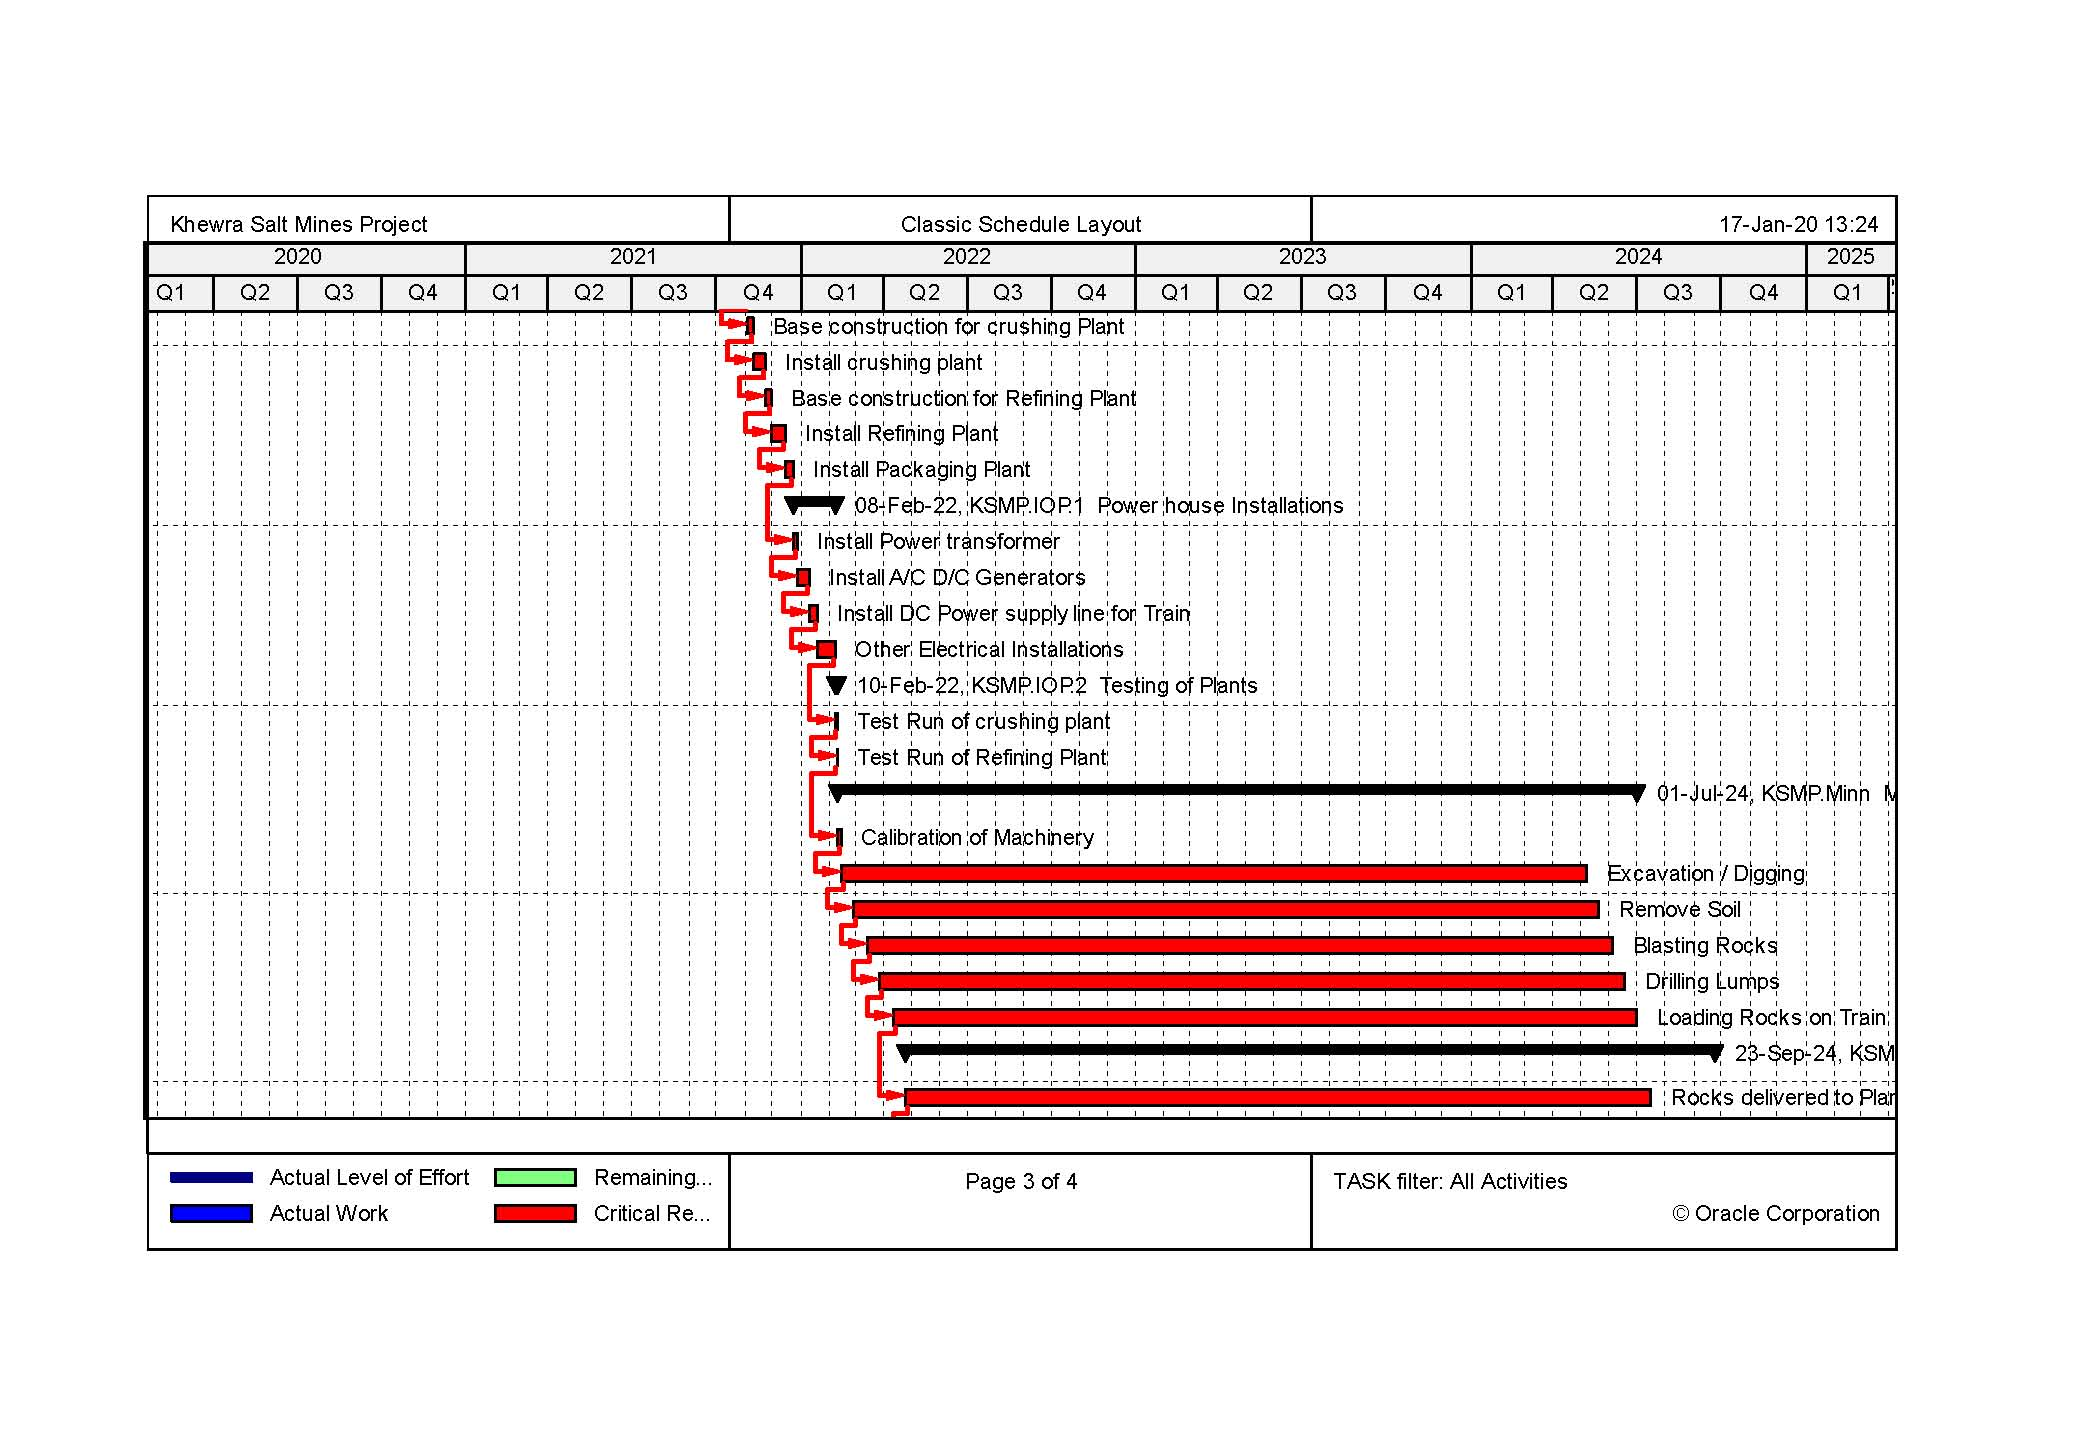 Khewra Salt Mines Project Classic Schedule Layout 17-Jan-20 13:24
2020 2021 2022 2023 2024 2025
Q1 Q2 Q3 Q4 Q1 Q2 Q3 Q4 Q1 Q2 Q3 Q4 Q1 Q2 Q3 Q4 Q1 Q2 Q3 Q4 Q1
Base construction for crushing Plant
Install crushing plant
Base construction for Refining Plant
Install Refining Plant
Install Packaging Plant
08-Feb-22, KSMP.IOP.1 Power house Installations
Install Power transformer
Install A/C D/C Generators
Install DC Power supply line for Train
Other Electrical Installations
10-Feb-22, KSMP.IOP.2 Testing of Plants
Test Run of crushing plant
Test Run of Refining Plant
01-Jul-24, KSMP.Minn M
Calibration of Machinery
Excavation / Digging
Remove Soil
Blasting Rocks
Drilling Lumps
Loading Rocks on Train
23-Sep-24, KSM
Rocks delivered to Plan
Actual Level of Effort Remaining... Page 3 of 4 TASK filter: All Activities
Actual Work Critical Re... © Oracle Corporation